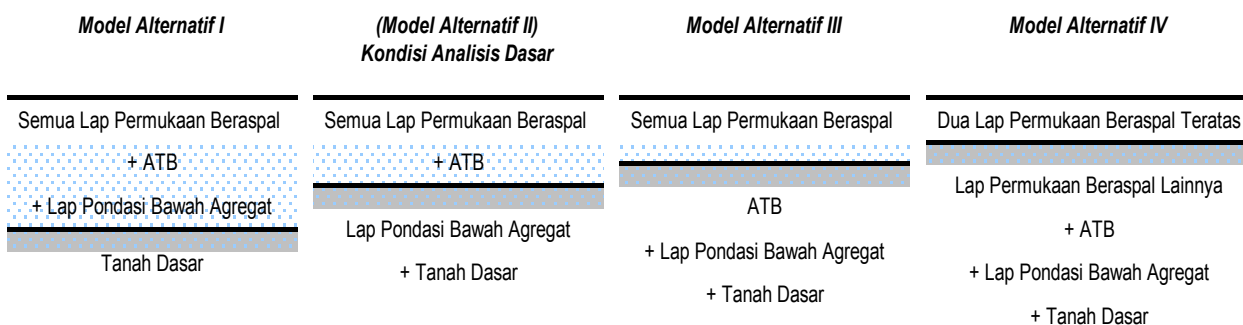 Model Alternatif I
(Model Alternatif II)
Kondisi Analisis Dasar
Model Alternatif III
Model Alternatif IV
Semua Lap Permukaan Beraspal
+ ATB
+ Lap Pondasi Bawah Agregat
Tanah Dasar
Semua Lap Permukaan Beraspal
+ ATB
Lap Pondasi Bawah Agregat
+ Tanah Dasar
Semua Lap Permukaan Beraspal
ATB
+ Lap Pondasi Bawah Agregat
+ Tanah Dasar
Dua Lap Permukaan Beraspal Teratas
Lap Permukaan Beraspal Lainnya
+ ATB
+ Lap Pondasi Bawah Agregat
+ Tanah Dasar